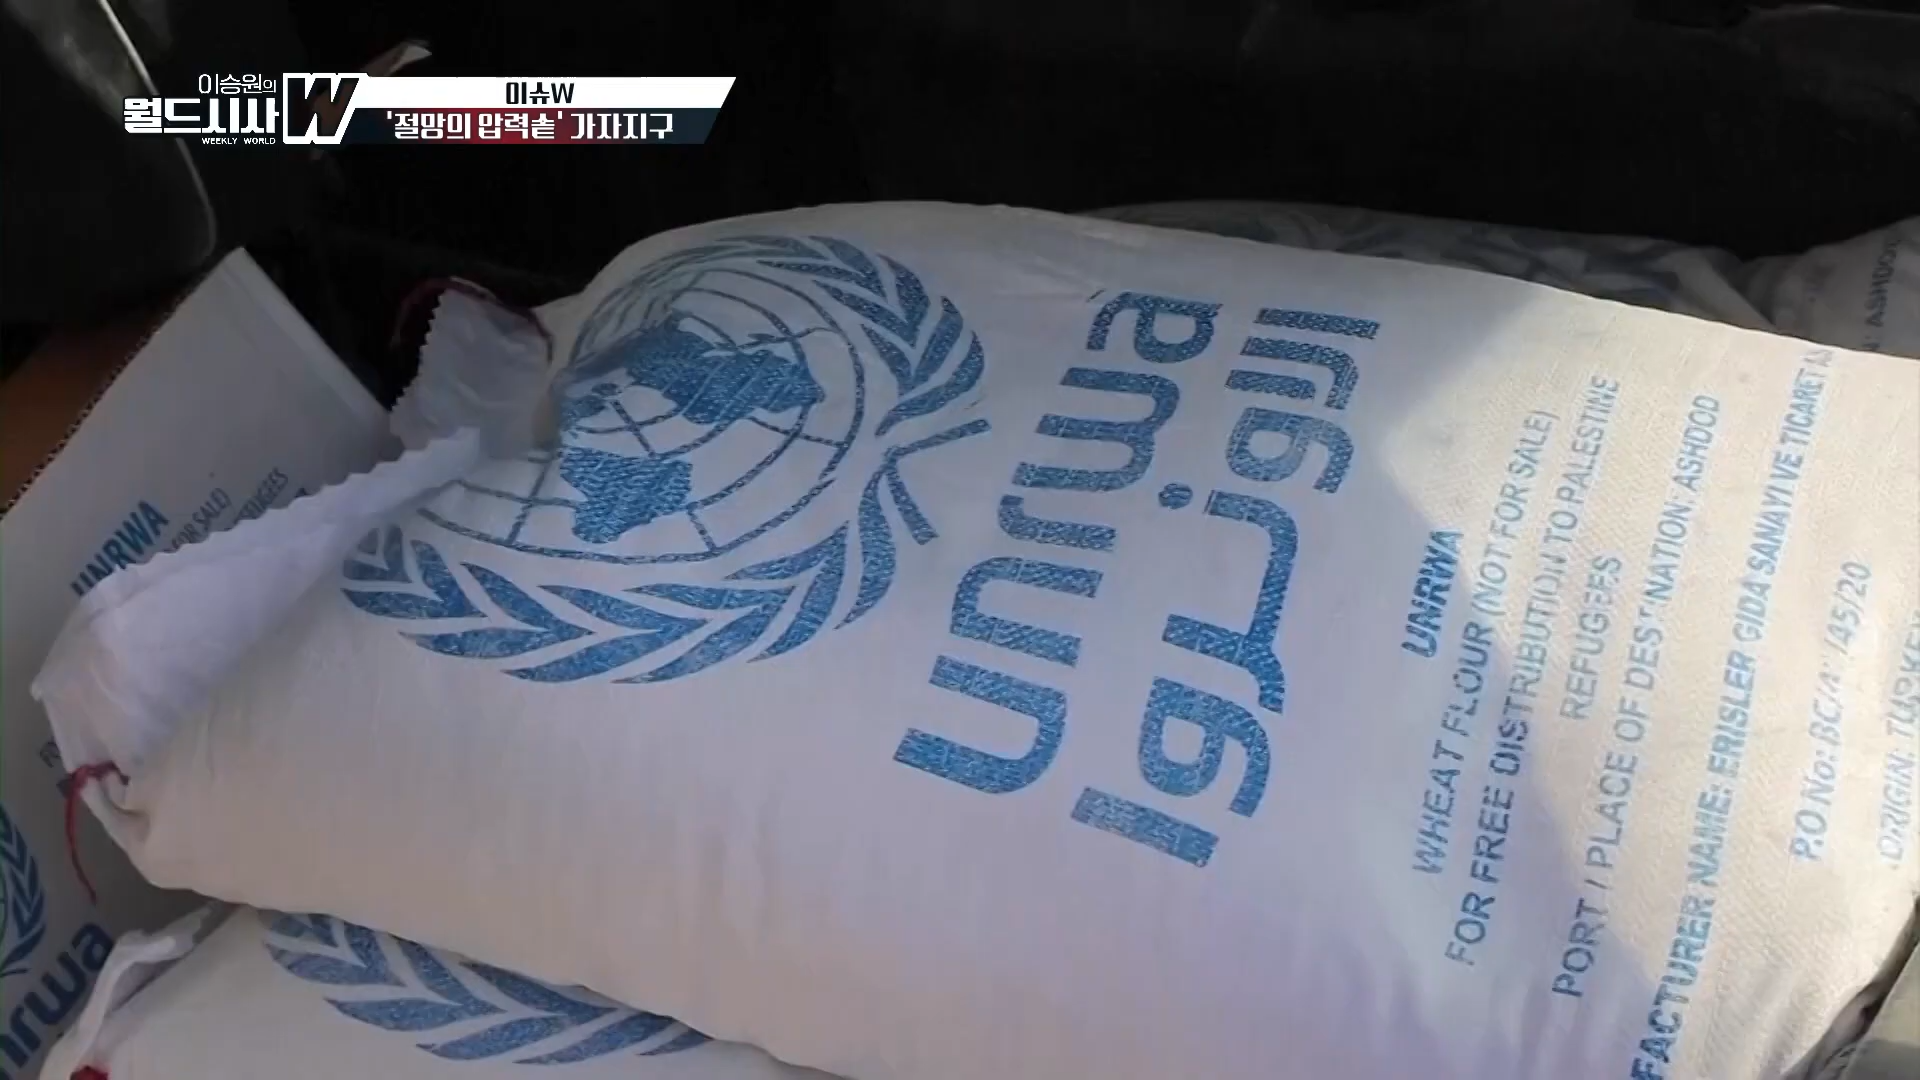 이승원의
월드시사 W
WEEKLY WORLD
이슈W
'절망의 압력솥' 가자지구
unrwa
الأونروا
UNRWA
WHEAT FLOUR (NOT FOR SALE)
FOR FREE DISTRIBUTION TO PALESTINE
REFUGEES
PORT / PLACE OF DESTINATION: ASHDOD
FACTURER NAME: ERISLER GIDA SANAYI VE TICARET AS
P.O No: BC/ /45/20
ORIGIN: TURKEY
UNRWA
FOR SALE)
ASHDOD
nrwa